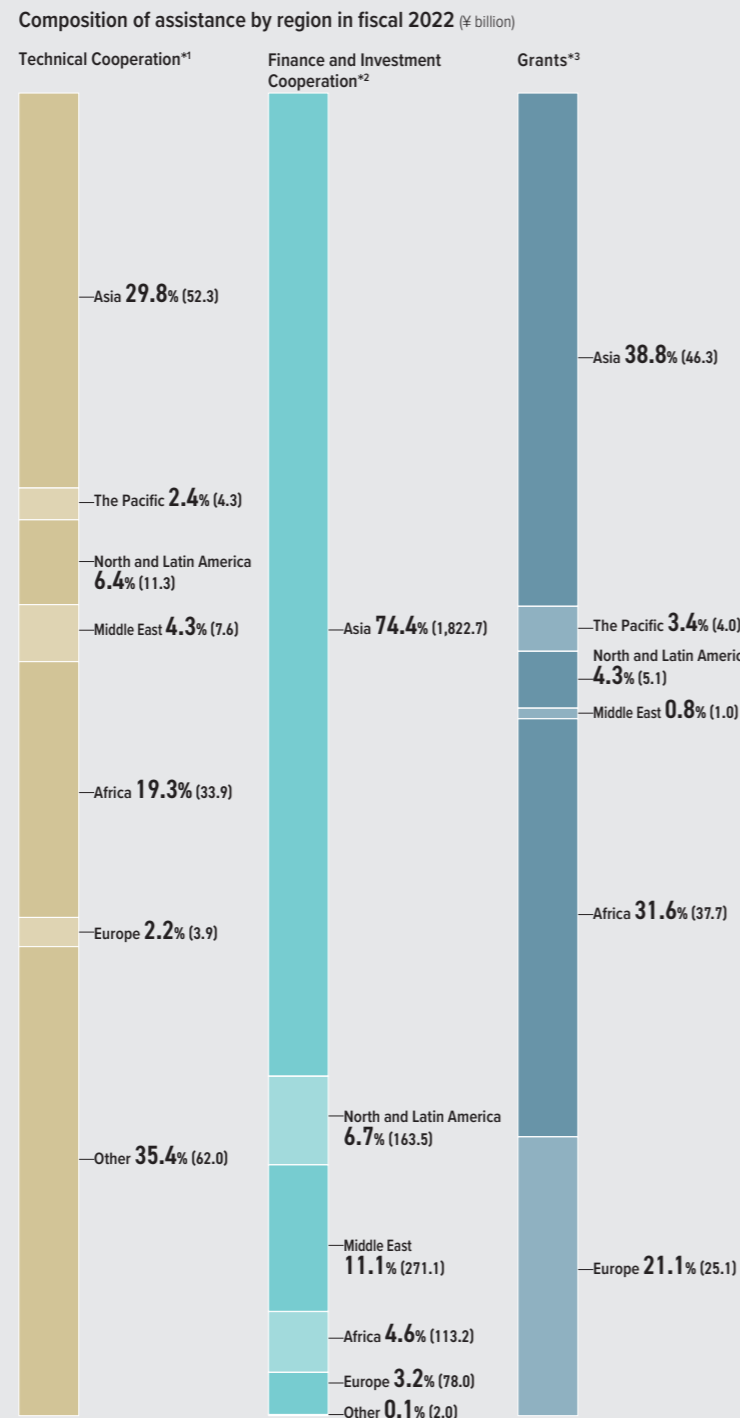 Composition of assistance by region in fiscal 2022 (¥ billion)
Technical Cooperation*1
Asia 29.8% (52.3)
The Pacific 2.4% (4.3)
North and Latin America
6.4% (11.3)
Middle East 4.3% (7.6)
Africa 19.3% (33.9)
Europe 2.2% (3.9)
Other 35.4% (62.0)
Finance and Investment
Cooperation*2
Asia 74.4% (1,822.7)
North and Latin America
6.7% (163.5)
Middle East
11.1% (271.1)
Africa 4.6% (113.2)
Europe 3.2% (78.0)
Other 0.1% (2.0)
Grants*3
Asia 38.8% (46.3)
The Pacific 3.4% (4.0)
North and Latin Americ
4.3% (5.1)
Middle East 0.8% (1.0)
Africa 31.6% (37.7)
Europe 21.1% (25.1)